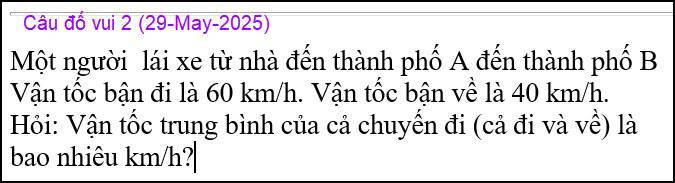 Câu đố vui 2 (29-May-2025)
Một người lái xe từ nhà đến thành phố A đến thành phố B
Vận tốc bận đi là 60 km/h. Vận tốc bận về là 40 km/h.
Hỏi: Vận tốc trung bình của cả chuyến đi (cả đi và về) là
bao nhiêu km/h?